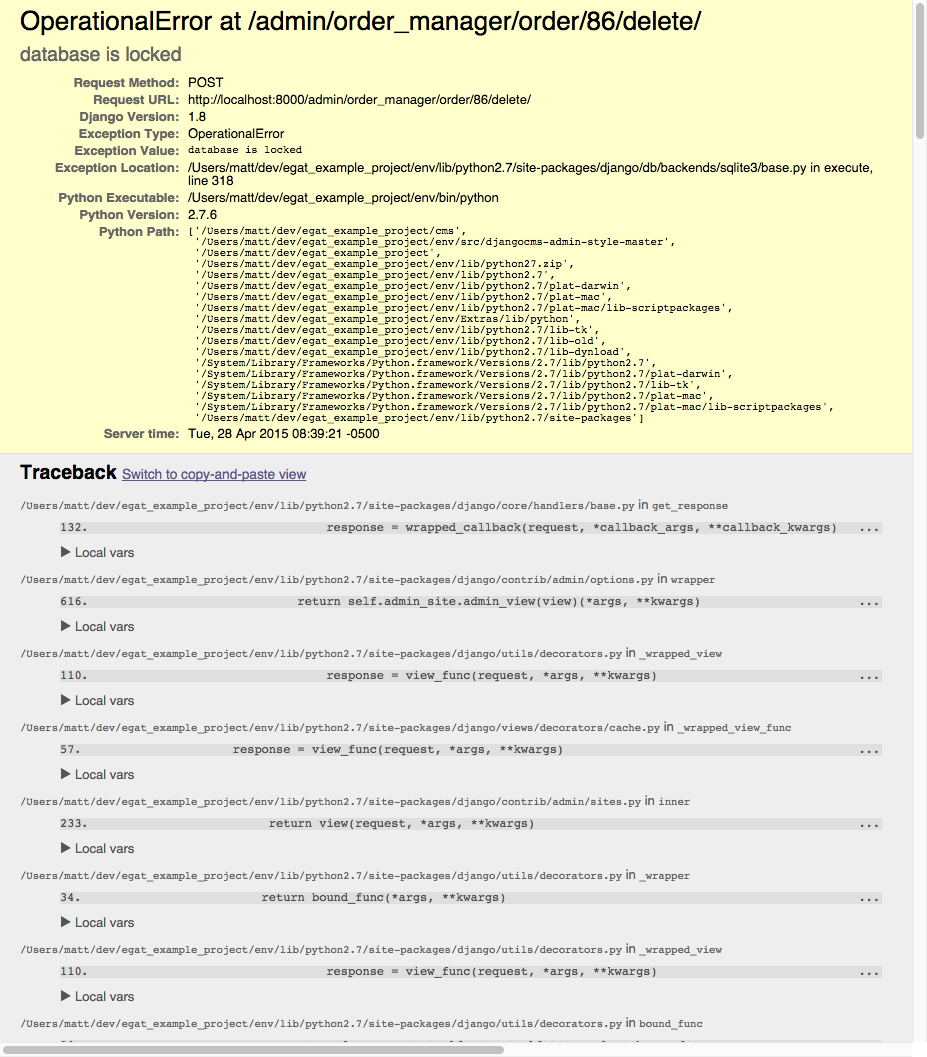 OperationalError at /admin/order_manager/order/86/delete/
database is locked
Request Method: POST
Request URL: http://localhost:8000/admin/order_manager/order/86/delete/
Django Version: 1.8
Exception Type: OperationalError
Exception Value: database is locked
Exception Location: /Users/matt/dev/egat_example_project/env/lib/python2.7/site-packages/django/db/backends/sqlite3/base.py in execute,
line 318
Python Executable: /Users/matt/dev/egat_example_project/env/bin/python
Python Version: 2.7.6
Python Path: ['/Users/matt/dev/egat_example_project/cms',
'/Users/matt/dev/egat_example_project/env/src/djangocms-admin-style-master',
'/Users/matt/dev/egat_example_project',
'/Users/matt/dev/egat_example_project/env/lib/python27.zip',
'/Users/matt/dev/egat_example_project/env/lib/python2.7',
'/Users/matt/dev/egat_example_project/env/lib/python2.7/plat-darwin',
'/Users/matt/dev/egat_example_project/env/lib/python2.7/plat-mac',
'/Users/matt/dev/egat_example_project/env/lib/python2.7/plat-mac/lib-scriptpackages',
'/Users/matt/dev/egat_example_project/env/Extras/lib/python',
'/Users/matt/dev/egat_example_project/env/lib/python2.7/lib-tk',
'/Users/matt/dev/egat_example_project/env/lib/python2.7/lib-old',
'/Users/matt/dev/egat_example_project/env/lib/python2.7/lib-dynload',
'/System/Library/Frameworks/Python.framework/Versions/2.7/lib/python2.7',
'/System/Library/Frameworks/Python.framework/Versions/2.7/lib/python2.7/plat-darwin',
'/System/Library/Frameworks/Python.framework/Versions/2.7/lib/python2.7/lib-tk',
'/System/Library/Frameworks/Python.framework/Versions/2.7/lib/python2.7/plat-mac',
'/System/Library/Frameworks/Python.framework/Versions/2.7/lib/python2.7/plat-mac/lib-scriptpackages',
'/Users/matt/dev/egat_example_project/env/lib/python2.7/site-packages']
Server time: Tue, 28 Apr 2015 08:39:21 -0500
Traceback Switch to copy-and-paste view
/Users/matt/dev/egat_example_project/env/lib/python2.7/site-packages/django/core/handlers/base.py in get_response
132. response = wrapped_callback(request, *callback_args, **callback_kwargs) ...
▶ Local vars
/Users/matt/dev/egat_example_project/env/lib/python2.7/site-packages/django/contrib/admin/options.py in wrapper
616. return self.admin_site.admin_view(view)(*args, **kwargs) ...
▶ Local vars
/Users/matt/dev/egat_example_project/env/lib/python2.7/site-packages/django/utils/decorators.py in _wrapped_view
110. response = view_func(request, *args, **kwargs) ...
▶ Local vars
/Users/matt/dev/egat_example_project/env/lib/python2.7/site-packages/django/views/decorators/cache.py in _wrapped_view_func
57. response = view_func(request, *args, **kwargs) ...
▶ Local vars
/Users/matt/dev/egat_example_project/env/lib/python2.7/site-packages/django/contrib/admin/sites.py in inner
233. return view(request, *args, **kwargs) ...
▶ Local vars
/Users/matt/dev/egat_example_project/env/lib/python2.7/site-packages/django/utils/decorators.py in _wrapper
34. return bound_func(*args, **kwargs) ...
▶ Local vars
/Users/matt/dev/egat_example_project/env/lib/python2.7/site-packages/django/utils/decorators.py in _wrapped_view
110. response = view_func(request, *args, **kwargs) ...
▶ Local vars
/Users/matt/dev/egat_example_project/env/lib/python2.7/site-packages/django/utils/decorators.py in bound_func